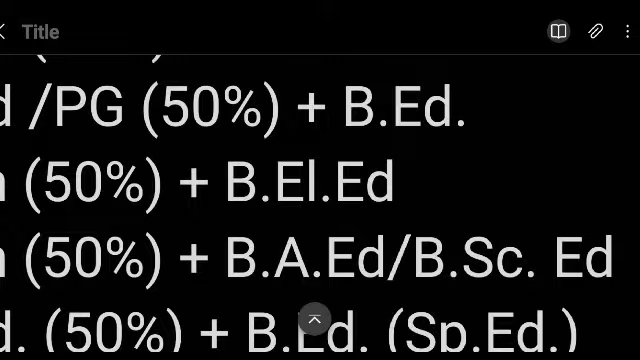 Title
/PG (50%) + B.Ed.
(50%) + B.El.Ed
(50%) + B.A.Ed/B.Sc. Ed
d. (50%) + B.Ed. (Sp.Ed.)